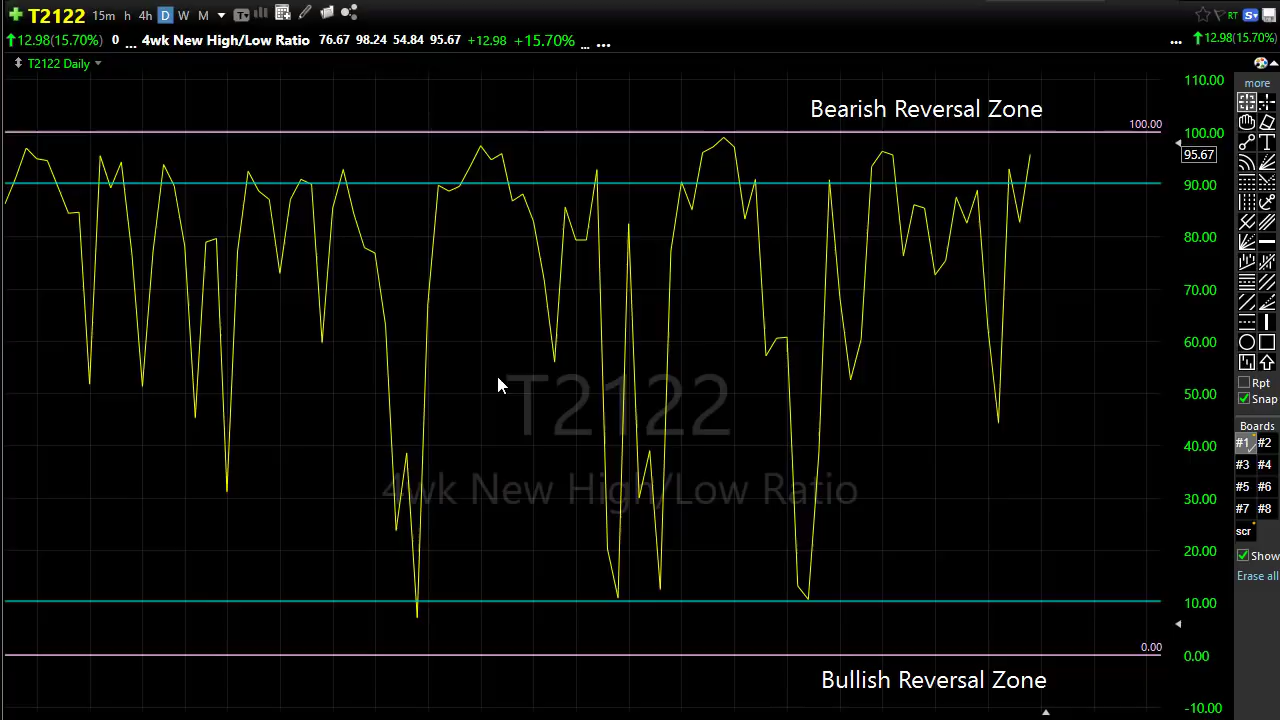 T2122 15m h 4h D W M RT S
12.98(15.70%) 0 ... 4wk New High/Low Ratio 76.67 98.24 54.84 95.67 +12.98 +15.70% ... ... ... 12.98(15.70%)
T2122 Daily
more
110.00
Bearish Reversal Zone
100.00
100.00
95.67
90.00
80.00
70.00
60.00
50.00
40.00
30.00
20.00
10.00
0.00
0.00
-10.00
T2122
4wk New High/Low Ratio
Bullish Reversal Zone
Rpt
Snap
Boards
#1 #2
#3 #4
#5 #6
#7 #8
scr
Show
Erase all